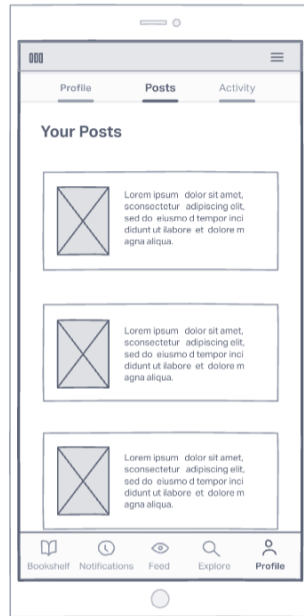 Profile Posts Activity
Your Posts
Lorem ipsum dolor sit amet,
sconsectetur adipiscing elit,
sed do eiusmo d tempor inci
didunt ut ilabore et dolore m
agna aliqua.
Lorem ipsum dolor sit amet,
sconsectetur adipiscing elit,
sed do eiusmo d tempor inci
didunt ut ilabore et dolore m
agna aliqua.
Lorem ipsum dolor sit amet,
sconsectetur adipiscing elit,
sed do eiusmo d tempor inci
didunt ut ilabore et dolore m
agna aliqua.
Bookshelf Notifications Feed Explore Profile